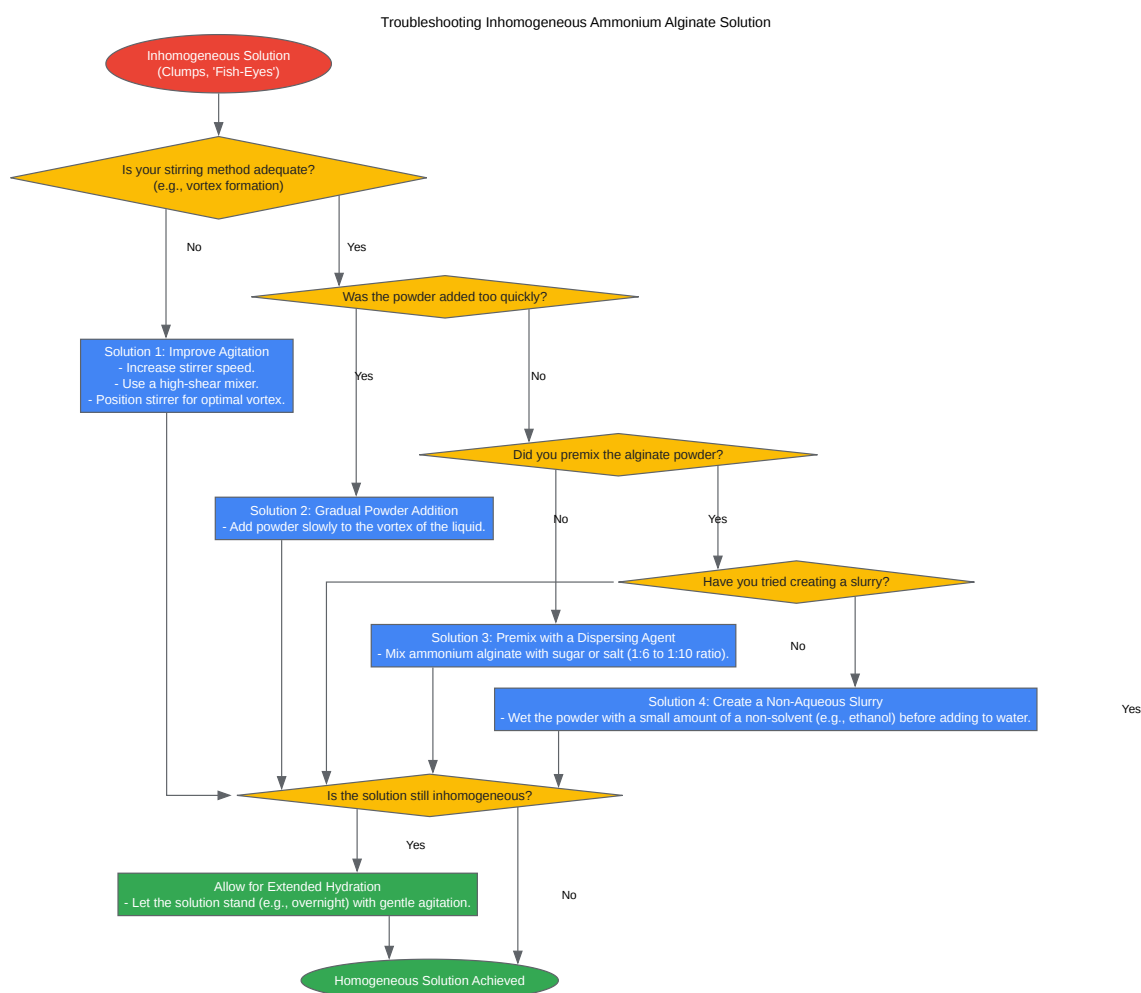 Troubleshooting Inhomogeneous Ammonium Alginate Solution
Inhomogeneous Solution
(Clumps, 'Fish-Eyes')
Is your stirring method adequate?
(e.g., vortex formation)
No
Yes
Was the powder added too quickly?
Solution 1: Improve Agitation
- Increase stirrer speed.
- Use a high-shear mixer.
- Position stirrer for optimal vortex.
Yes
No
Did you premix the alginate powder?
Solution 2: Gradual Powder Addition
- Add powder slowly to the vortex of the liquid.
No
Yes
Have you tried creating a slurry?
Solution 3: Premix with a Dispersing Agent
- Mix ammonium alginate with sugar or salt (1:6 to 1:10 ratio).
No
Solution 4: Create a Non-Aqueous Slurry
- Wet the powder with a small amount of a non-solvent (e.g., ethanol) before adding to water.
Yes
Is the solution still inhomogeneous?
Yes
Allow for Extended Hydration
- Let the solution stand (e.g., overnight) with gentle agitation.
No
Homogeneous Solution Achieved